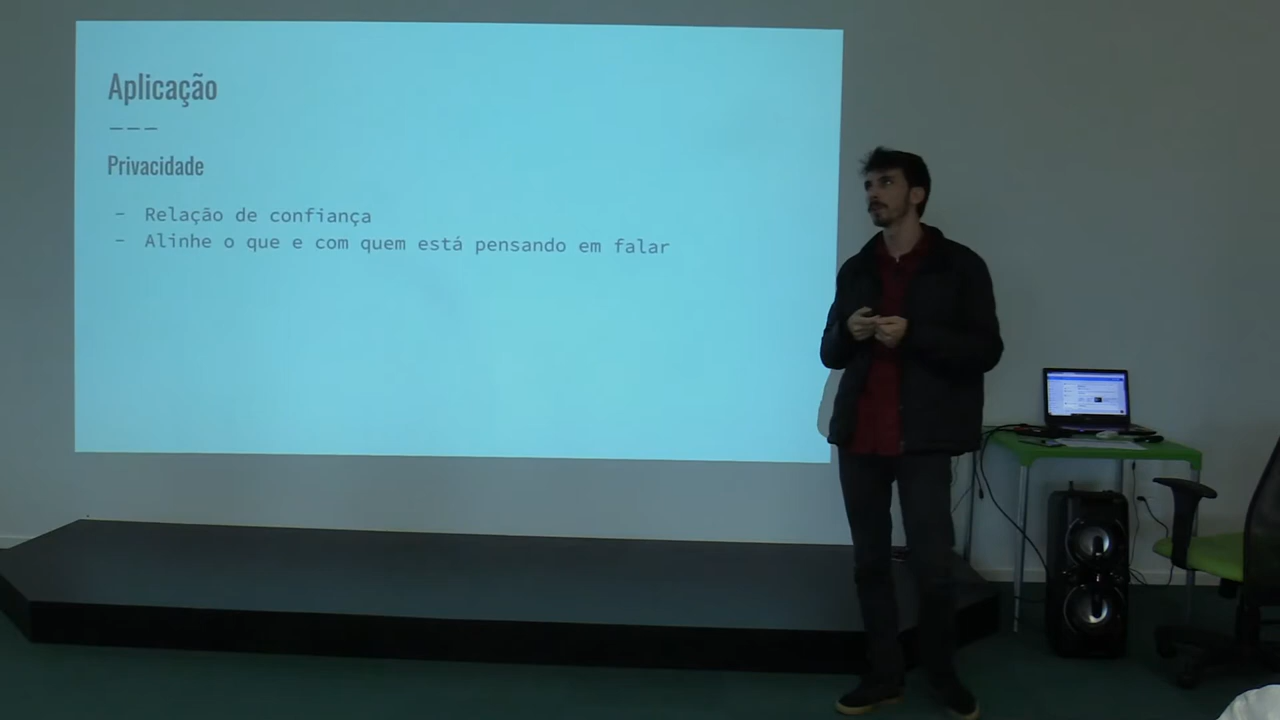 Aplicação
– – –
Privacidade
- Relação de confiança
- Alinhe o que e com quem está pensando em falar